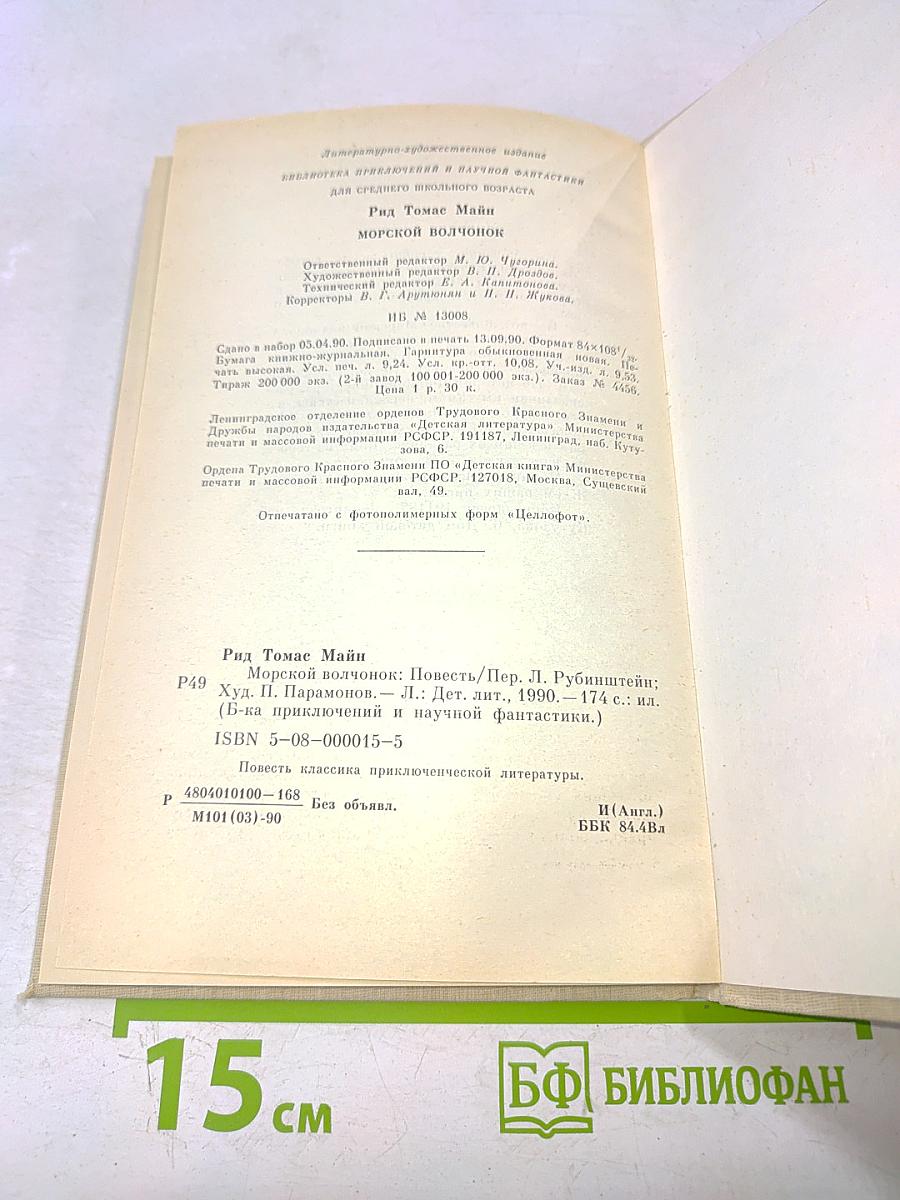 Литературно-художественное издание
БИБЛИОТЕКА ПРИКЛЮЧЕНИЙ И НАУЧНОЙ ФАНТАСТИКИ
ДЛЯ СРЕДНЕГО ШКОЛЬНОГО ВОЗРАСТА
Рид Томас Майн
МОРСКОЙ ВОЛЧОНОК
Ответственный редактор М. Ю. Чугорина.
Художественный редактор В. П. Дроздов.
Технический редактор Е. А. Капитонова.
Корректоры В. Г. Арутюнян и Н. Н. Жукова.
ИБ № 13008
Сдано в набор 05.04.90. Подписано в печать 13.09.90. Формат 84×108¹/₃₂.
Бумага книжно-журнальная. Гарнитура обыкновенная новая. Пе-
чать высокая. Усл. печ. л. 9,24. Усл. кр.-отт. 10,08. Уч.-изд. л. 9,53.
Тираж 200 000 экз. (2-й завод 100 001-200 000 экз.). Заказ № 4456.
Цена 1 р. 30 к.
Ленинградское отделение орденов Трудового Красного Знамени и
Дружбы народов издательства «Детская литература» Министерства
печати и массовой информации РСФСР. 191187, Ленинград, наб. Куту-
зова, 6.
Ордена Трудового Красного Знамени ПО «Детская книга» Министерства
печати и массовой информации РСФСР. 127018, Москва, Сущевский
вал, 49.
Отпечатано с фотополимерных форм «Целлофот».
Рид Томас Майн
Р49 Морской волчонок: Повесть/Пер. Л. Рубинштейн;
Худ. П. Парамонов.— Л.: Дет. лит., 1990.—174 с.: ил.
(Б-ка приключений и научной фантастики.)
ISBN 5—08—000015—5
Повесть классика приключенческой литературы.
Р 4804010100—168 Без объявл.
М101(03)-90
И(Англ.)
ББК 84.4Вл
15 см
БФ БИБЛИОФАН